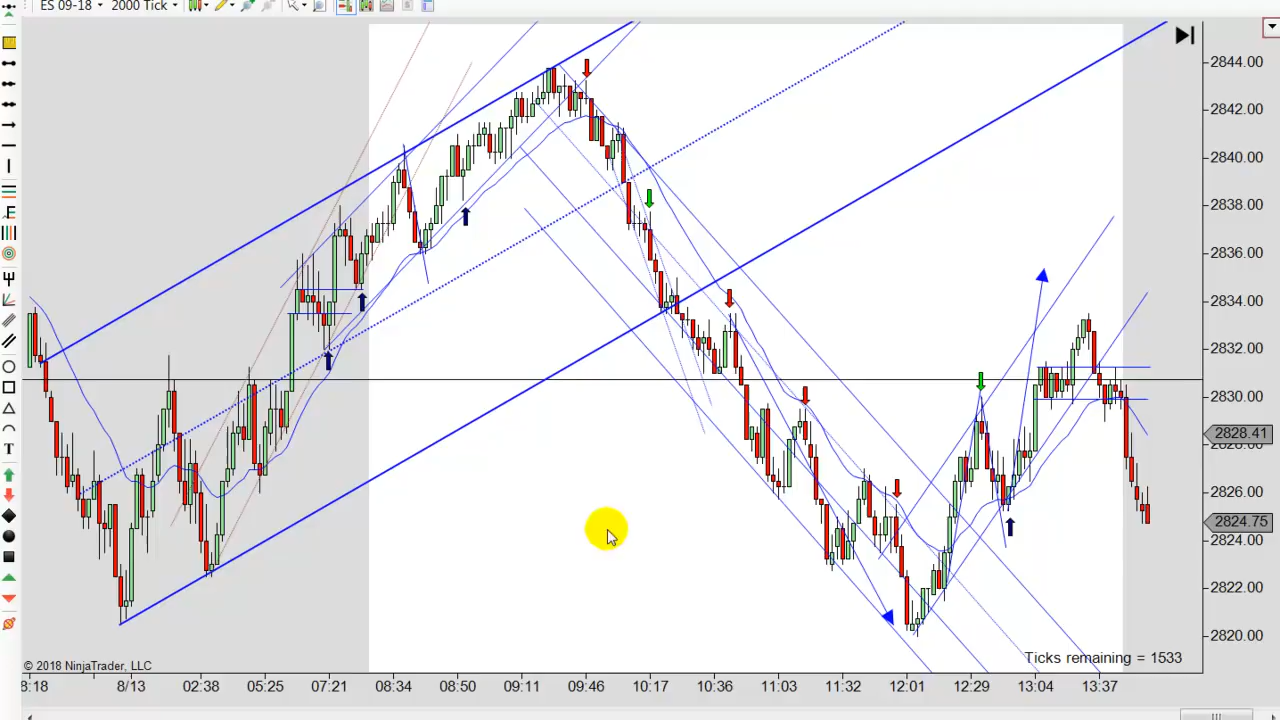 ES 09-18
2000 Tick
2844.00
2842.00
2840.00
2838.00
2836.00
2834.00
2832.00
2830.00
2828.41
2826.00
2824.75
2824.00
2822.00
2820.00
T
Ticks remaining = 1533
© 2018 NinjaTrader, LLC
8:18 8/13 02:38 05:25 07:21 08:34 08:50 09:11 09:46 10:17 10:36 11:03 11:32 12:01 12:29 13:04 13:37